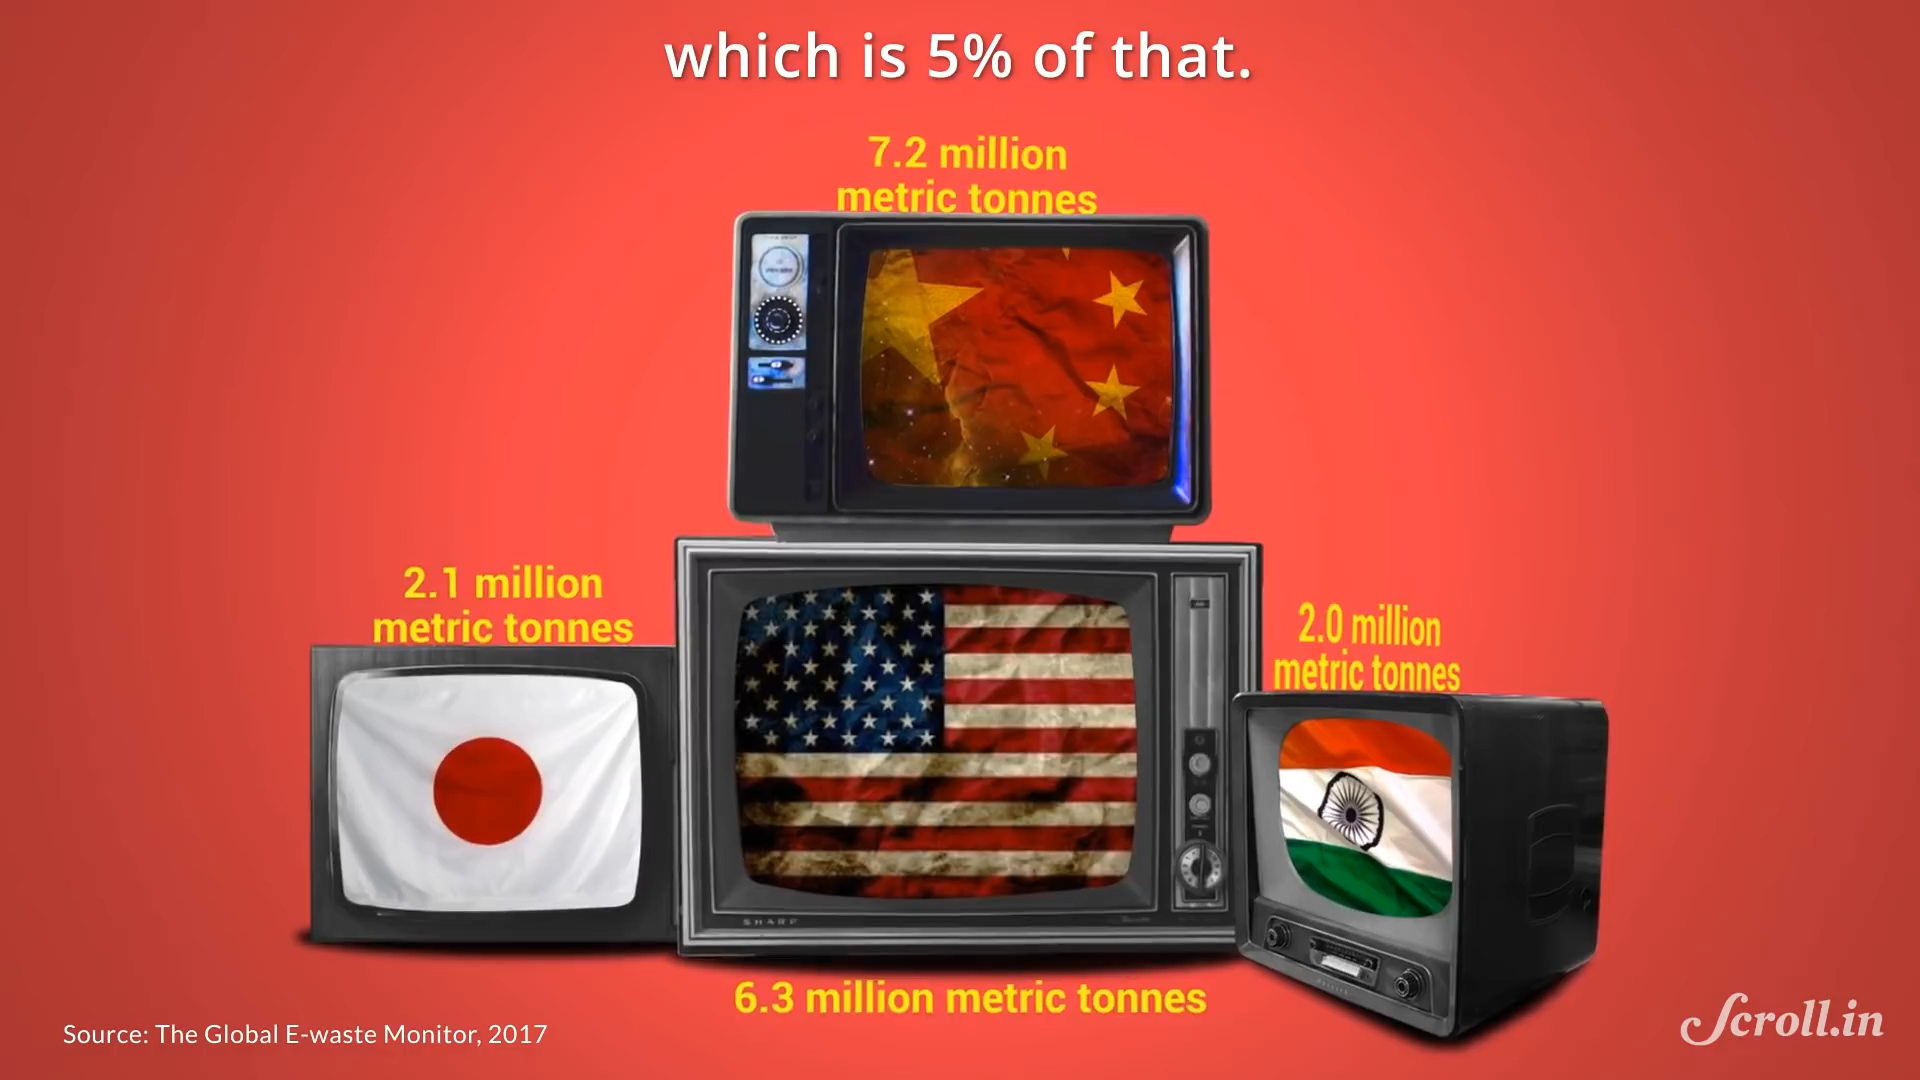 which is 5% of that.
7.2 million
metric tonnes
2.1 million
metric tonnes
2.0 million
metric tonnes
SHARP
6.3 million metric tonnes
Source: The Global E-waste Monitor, 2017
Scroll.in